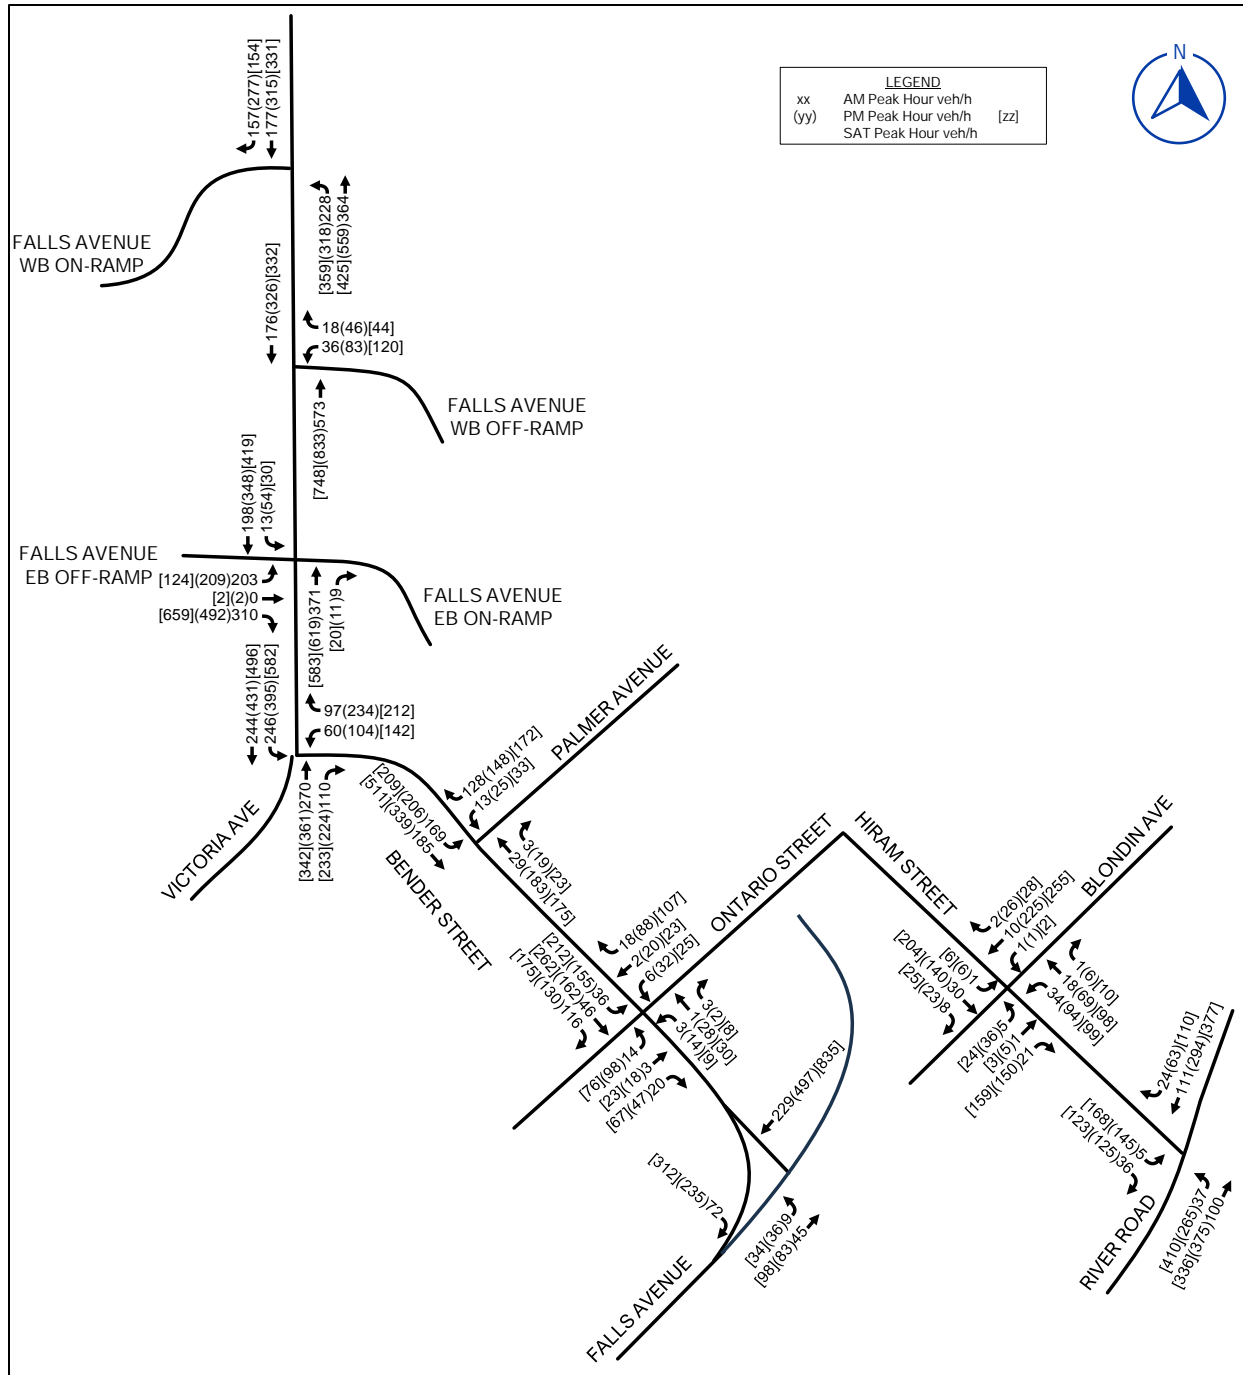 N
LEGEND
xx AM Peak Hour veh/h
(yy) PM Peak Hour veh/h [zz]
SAT Peak Hour veh/h
157(277)[154]
177(315)[331]
FALLS AVENUE
WB ON-RAMP
[359](318)228
[425](559)364
176(326)[332]
18(46)[44]
36(83)[120]
FALLS AVENUE
WB OFF-RAMP
[748](833)573
198(348)[419]
13(54)[30]
FALLS AVENUE
EB OFF-RAMP
[124](209)203
[2](2)0
[659](492)310
[583](619)371
[20](11)9
FALLS AVENUE
EB ON-RAMP
244(431)[496]
246(395)[582]
97(234)[212]
60(104)[142]
VICTORIA AVE
[342](361)270
[233](224)110
[209](206)169
[511](339)185
128(148)[172]
13(25)[33]
PALMER AVENUE
BENDER STREET
3(19)[23]
29(183)[175]
18(88)[107]
2(20)[23]
6(32)[25]
ONTARIO STREET
[212](155)36
[262](162)46
[175](130)116
3(2)[8]
1(28)[30]
3(14)[9]
[76](98)14
[23](18)3
[67](47)20
HIRAM STREET
BLONDIN AVE
2(26)[28]
10(225)[255]
1(1)[2]
[6](6)1
[204](140)30
[25](23)8
1(6)[10]
18(69)[98]
34(94)[99]
[24](36)5
[3](5)1
[159](150)21
229(497)[835]
[312](235)72
[34](36)9
[98](83)45
FALLS AVENUE
24(63)[110]
111(294)[377]
[168](145)5
[123](125)36
RIVER ROAD
[410](265)37
[336](375)100